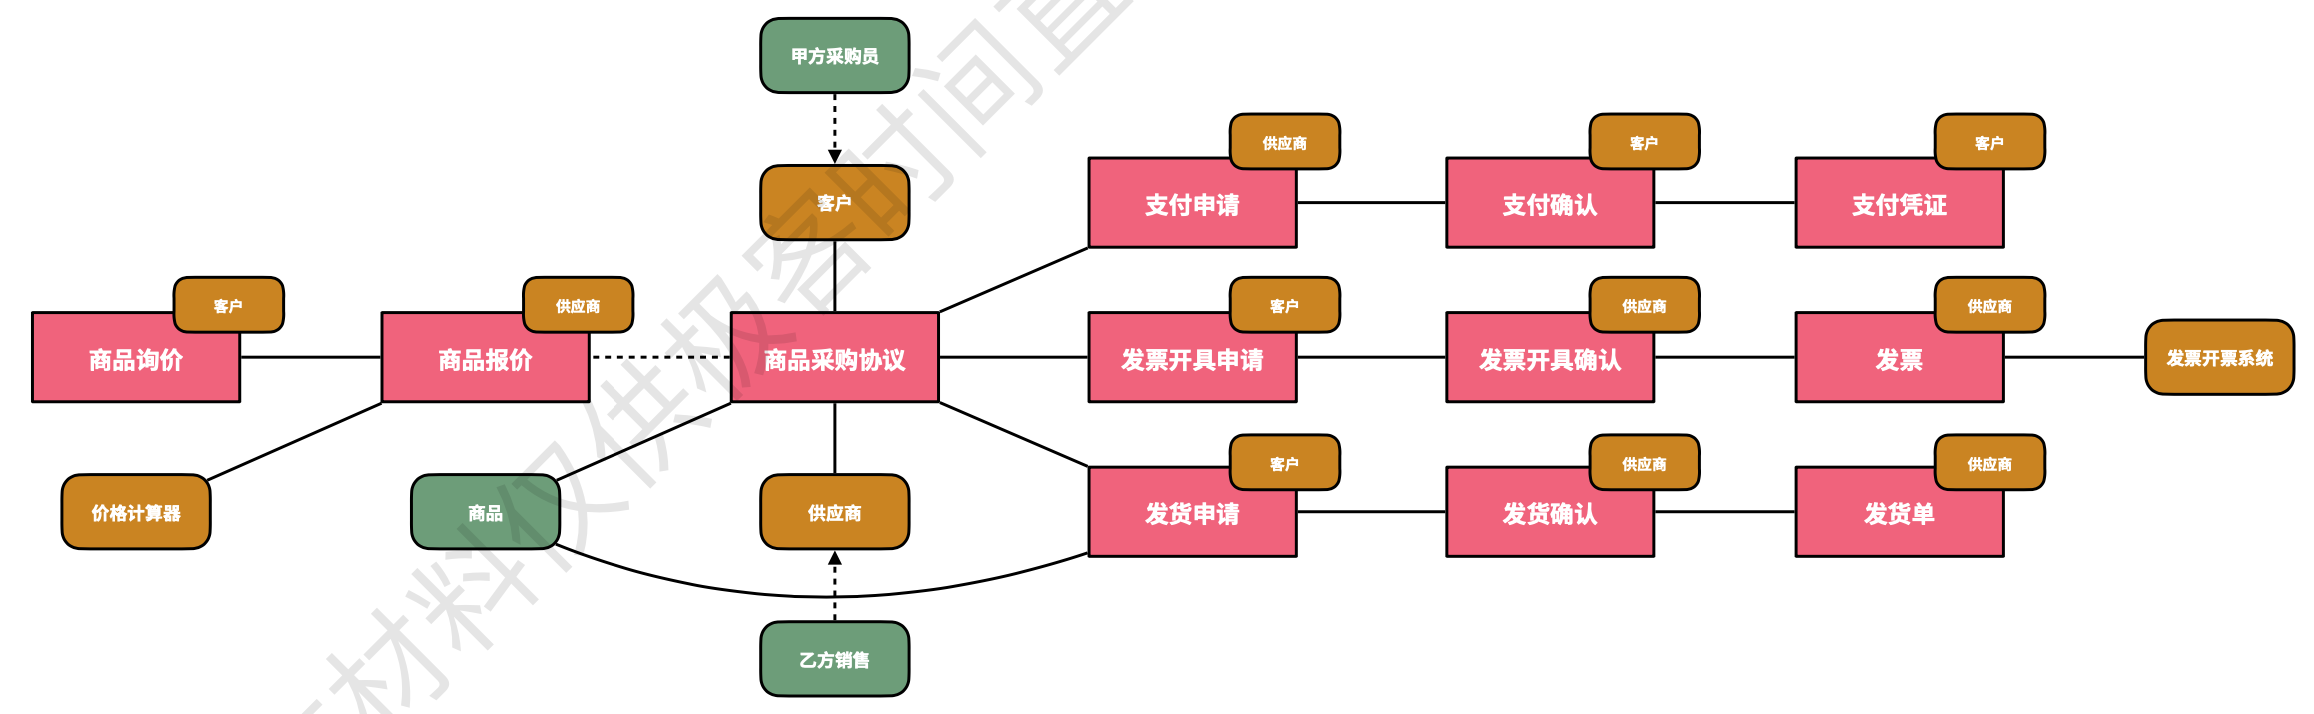 甲方采购员
供应商
客户
客户
客户
支付申请
支付确认
支付凭证
客户
供应商
客户
供应商
供应商
商品询价
商品报价
商品采购协议
发票开具申请
发票开具确认
发票
发票开票系统
客户
供应商
供应商
价格计算器
商品
供应商
发货申请
发货确认
发货单
乙方销售
材料仅供极客时间